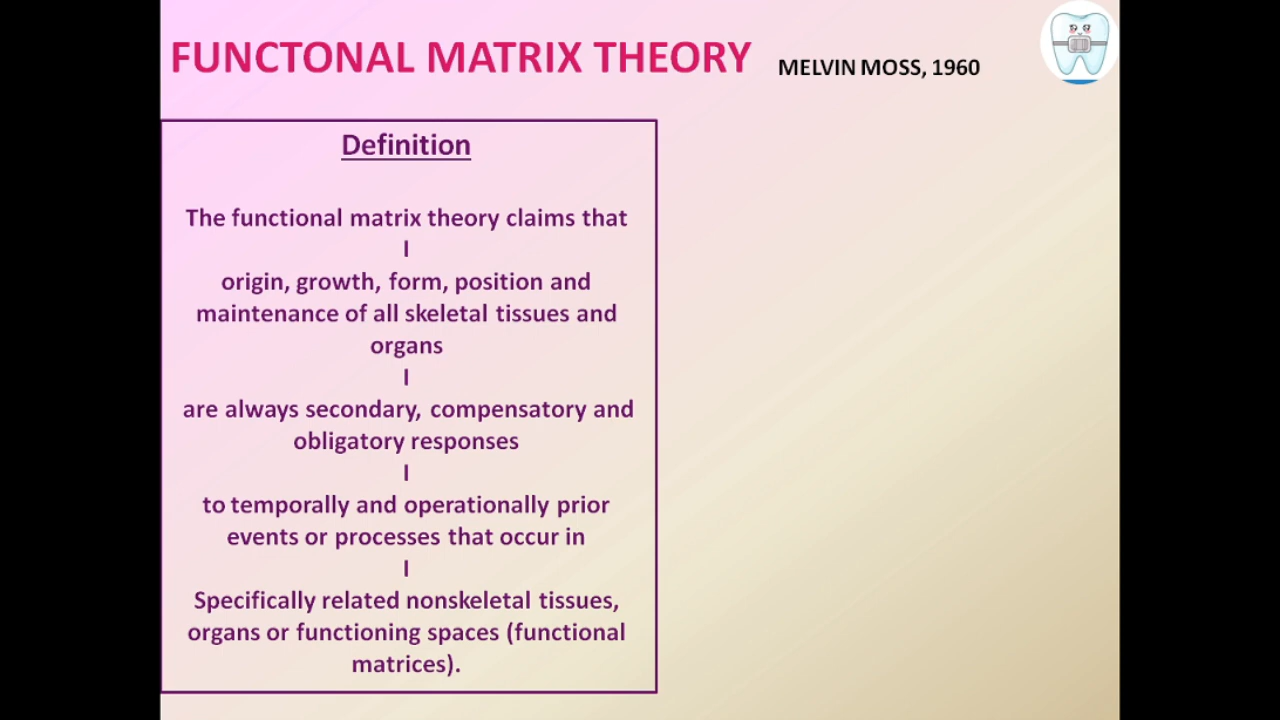 FUNCTONAL MATRIX THEORY MELVIN MOSS, 1960
Definition
The functional matrix theory claims that
I
origin, growth, form, position and
maintenance of all skeletal tissues and
organs
I
are always secondary, compensatory and
obligatory responses
I
to temporally and operationally prior
events or processes that occur in
I
Specifically related nonskeletal tissues,
organs or functioning spaces (functional
matrices).